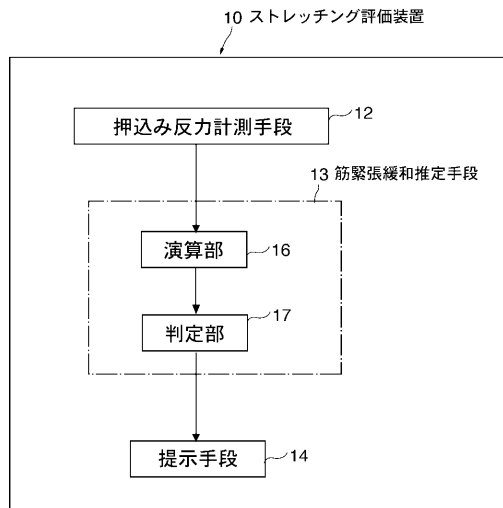 10 ストレッチング評価装置
押込み反力計測手段
12
13 筋緊張緩和推定手段
演算部
16
判定部
17
提示手段
14